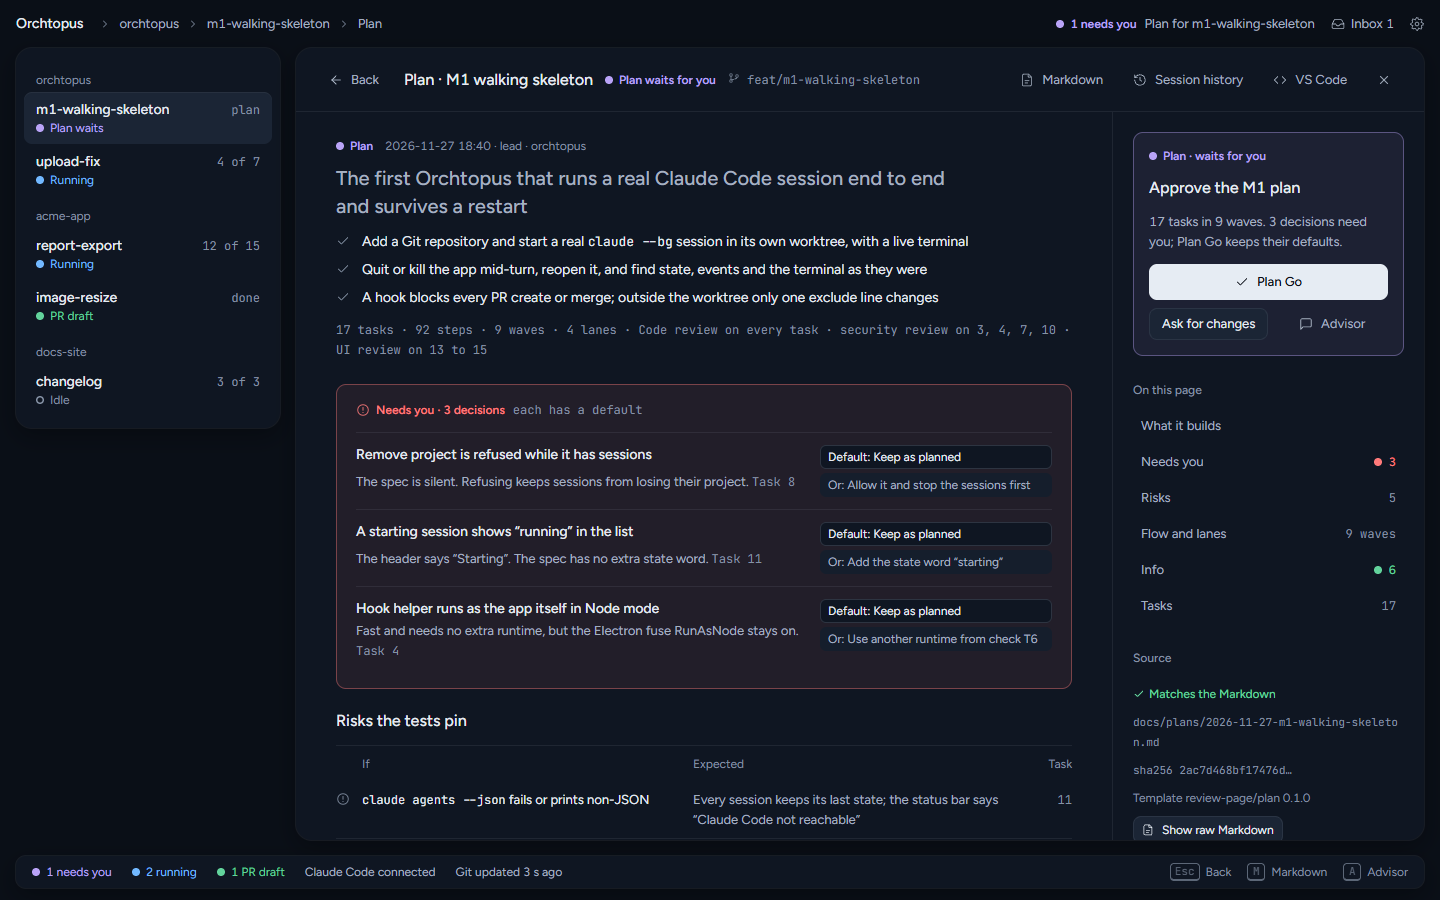 Orchtopus
orchtopus
m1-walking-skeleton
Plan
1 needs you Plan for m1-walking-skeleton
Inbox 1
orchtopus
m1-walking-skeleton plan
Plan waits
upload-fix 4 of 7
Running
acme-app
report-export 12 of 15
Running
image-resize done
PR draft
docs-site
changelog 3 of 3
Idle
Back
Plan · M1 walking skeleton
Plan waits for you
feat/m1-walking-skeleton
Markdown
Session history
VS Code
Plan 2026-11-27 18:40 · lead · orchtopus
The first Orchtopus that runs a real Claude Code session end to end
and survives a restart
Add a Git repository and start a real claude --bg session in its own worktree, with a live terminal
Quit or kill the app mid-turn, reopen it, and find state, events and the terminal as they were
A hook blocks every PR create or merge; outside the worktree only one exclude line changes
17 tasks · 92 steps · 9 waves · 4 lanes · Code review on every task · security review on 3, 4, 7, 10 ·
UI review on 13 to 15
Needs you · 3 decisions each has a default
Remove project is refused while it has sessions
The spec is silent. Refusing keeps sessions from losing their project. Task 8
Default: Keep as planned
Or: Allow it and stop the sessions first
A starting session shows “running” in the list
The header says “Starting”. The spec has no extra state word. Task 11
Default: Keep as planned
Or: Add the state word “starting”
Hook helper runs as the app itself in Node mode
Fast and needs no extra runtime, but the Electron fuse RunAsNode stays on.
Task 4
Default: Keep as planned
Or: Use another runtime from check T6
Risks the tests pin
If Expected Task
claude agents --json fails or prints non-JSON
Every session keeps its last state; the status bar says
“Claude Code not reachable”
11
Plan · waits for you
Approve the M1 plan
17 tasks in 9 waves. 3 decisions need
you; Plan Go keeps their defaults.
Plan Go
Ask for changes
Advisor
On this page
What it builds
Needs you 3
Risks 5
Flow and lanes 9 waves
Info 6
Tasks 17
Source
Matches the Markdown
docs/plans/2026-11-27-m1-walking-skeleto
n.md
sha256 2ac7d468bf17476d…
Template review-page/plan 0.1.0
Show raw Markdown
1 needs you
2 running
1 PR draft
Claude Code connected
Git updated 3 s ago
Esc Back
M Markdown
A Advisor